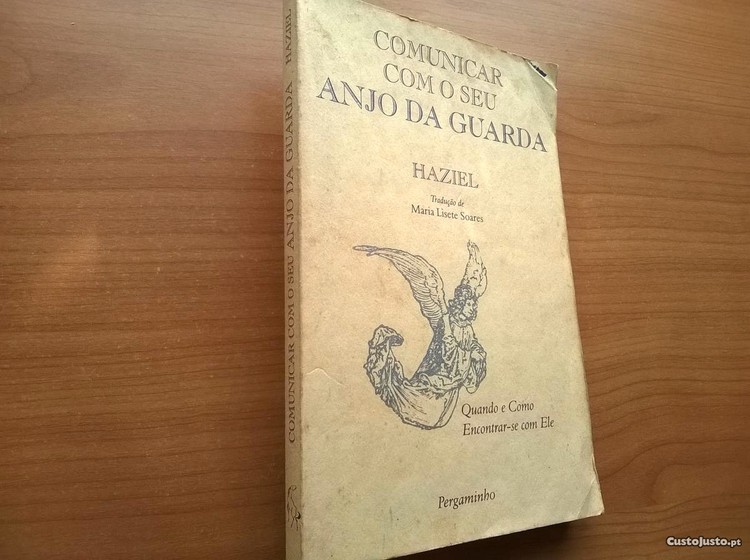 COMUNICAR
COM O SEU
ANJO DA GUARDA
HAZIEL
Tradução de
Maria Lisete Soares
Quando e Como
Encontrar-se com Ele
Pergaminho
COMUNICAR COM O SEU ANJO DA GUARDA HAZIEL
CustoJusto.pt